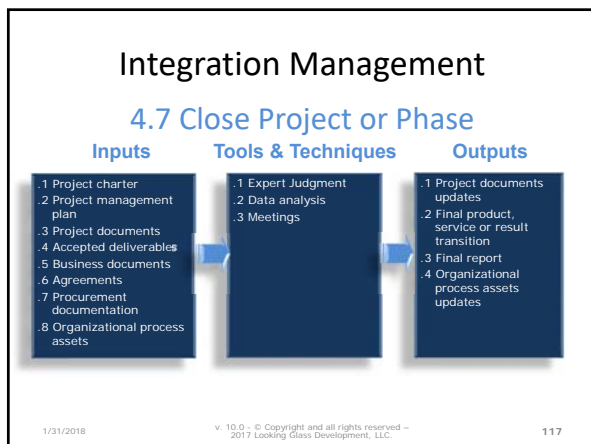 Integration Management
4.7 Close Project or Phase
Inputs
.1 Project charter
.2 Project management
plan
.3 Project documents
.4 Accepted deliverables
.5 Business documents
.6 Agreements
.7 Procurement
documentation
.8 Organizational process
assets
Tools & Techniques
.1 Expert Judgment
.2 Data analysis
.3 Meetings
Outputs
.1 Project documents
updates
.2 Final product,
service or result
transition
.3 Final report
.4 Organizational
process assets
updates
1/31/2018
v. 10.0 - © Copyright and all rights reserved –
2017 Looking Glass Development, LLC.
117